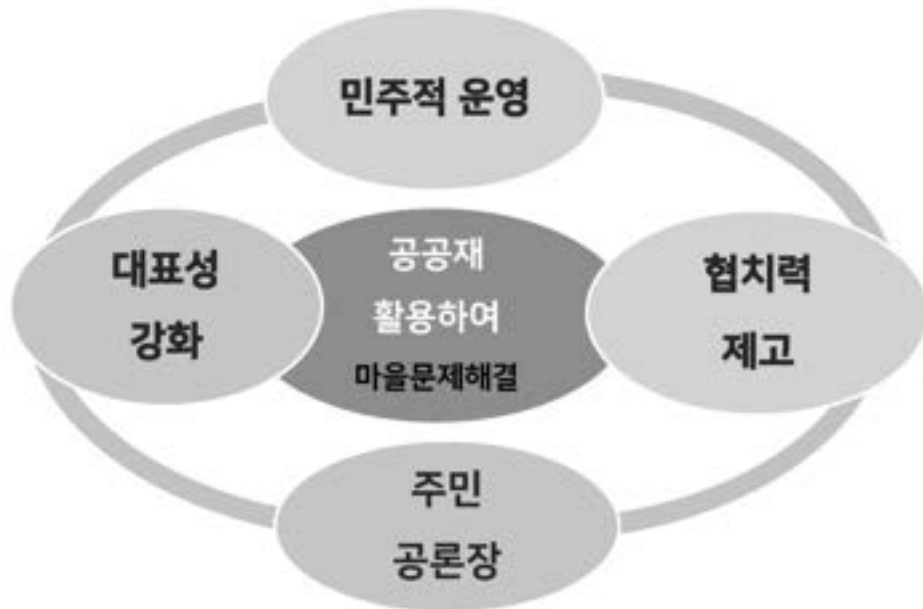 민주적 운영
대표성
강화
공공재
활용하여
마을문제해결
협치력
제고
주민
공론장